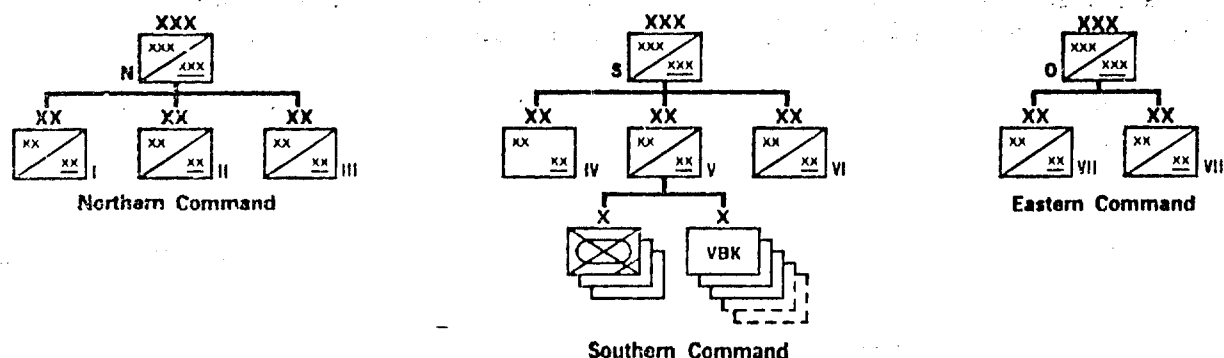 XXX XXX XXX
XXX XXX XXX
N XXX S XXX O XXX
XX XX XX XX XX XX XX XX
XX XX XX XX XX XX XX XX
XX I XX II XX III XX IV XX V XX VI XX VII XX VII
Northern Command
Eastern Command
X X
VBK
Southern Command